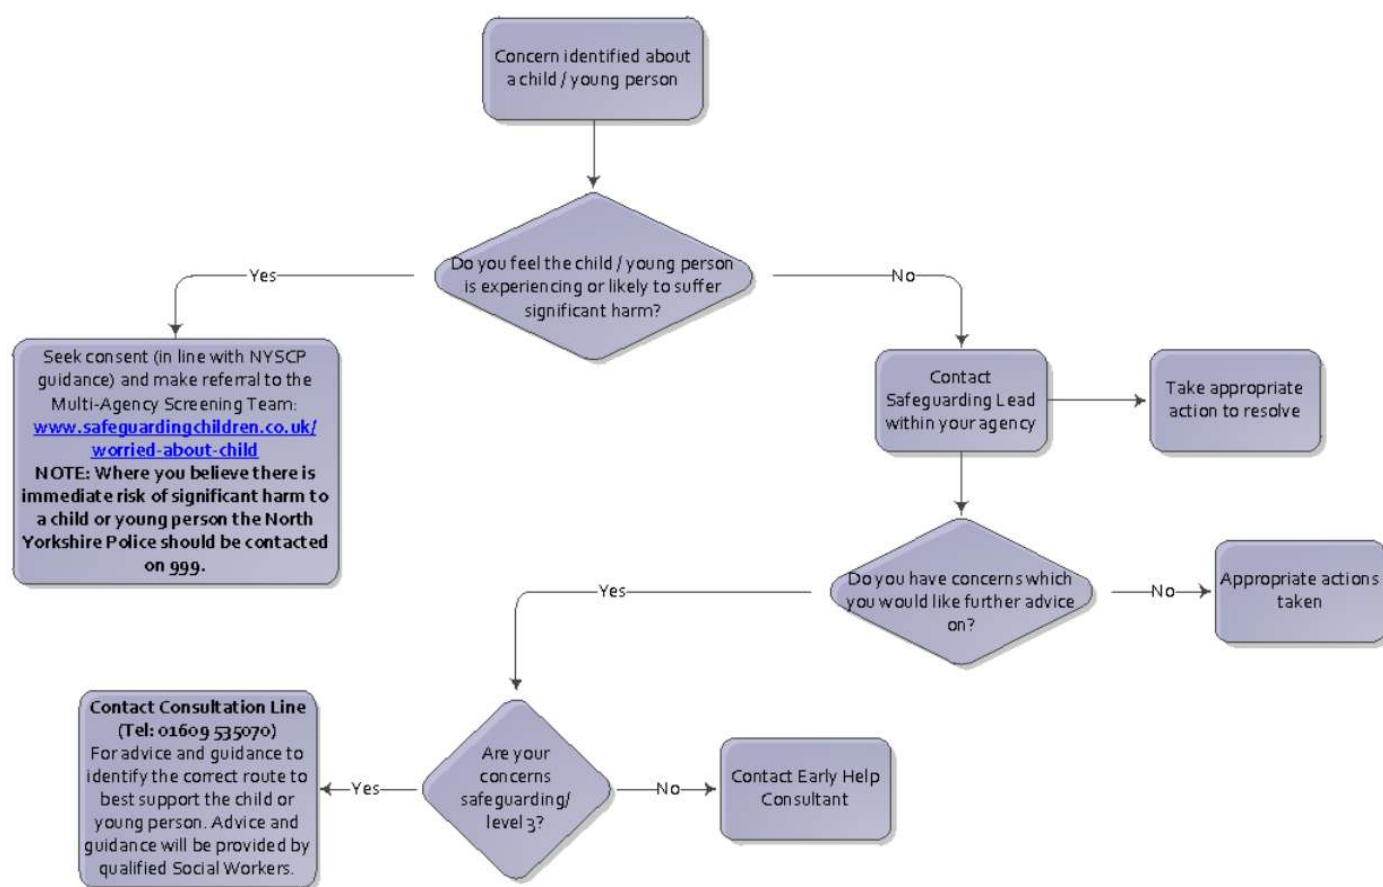 Concern identified about
a child / young person
Do you feel the child / young person
is experiencing or likely to suffer
significant harm?
Yes
No
Seek consent (in line with NYSCP
guidance) and make referral to the
Multi-Agency Screening Team:
www.safeguardingchildren.co.uk/
worried-about-child
NOTE: Where you believe there is
immediate risk of significant harm to
a child or young person the North
Yorkshire Police should be contacted
on 999.
Contact
Safeguarding Lead
within your agency
Take appropriate
action to resolve
Do you have concerns which
you would like further advice
on?
Yes
No
Appropriate actions
taken
Are your
concerns
safeguarding/
level 3?
Yes
No
Contact Consultation Line
(Tel: 01609 535070)
For advice and guidance to
identify the correct route to
best support the child or
young person. Advice and
guidance will be provided by
qualified Social Workers.
Contact Early Help
Consultant